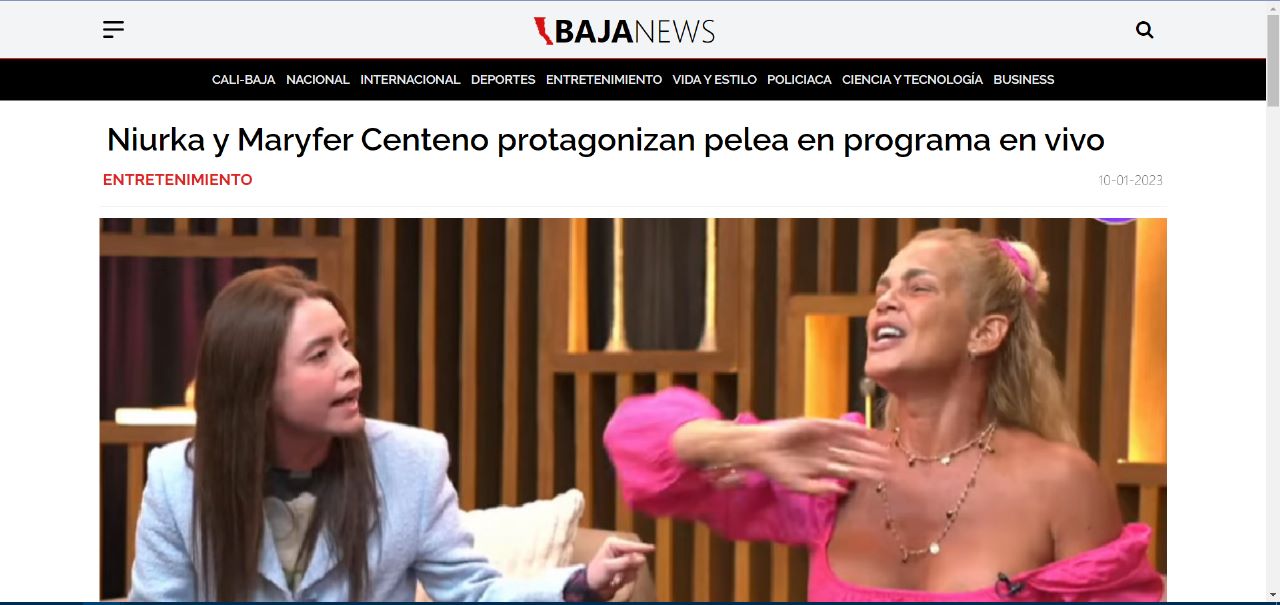 BAJANEWS
CALI-BAJA NACIONAL INTERNACIONAL DEPORTES ENTRETENIMIENTO VIDA Y ESTILO POLICIACA CIENCIA Y TECNOLOGÍA BUSINESS
Niurka y Maryfer Centeno protagonizan pelea en programa en vivo
ENTRETENIMIENTO 10-01-2023